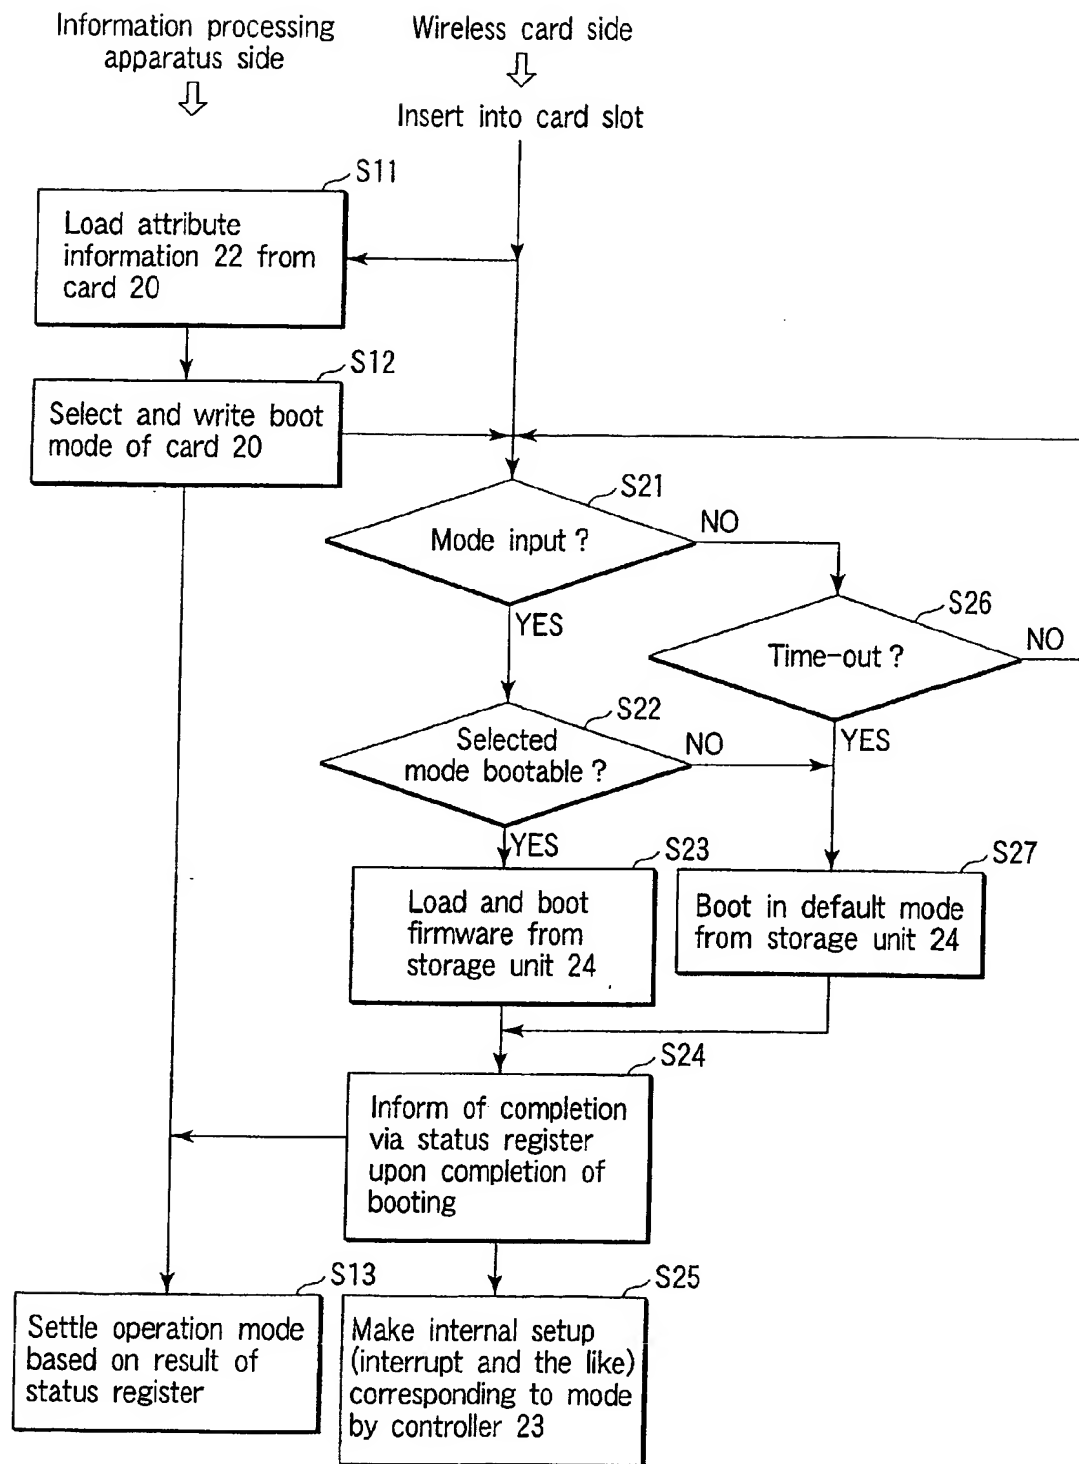 Information processing
apparatus side
Wireless card side
Insert into card slot
S11
Load attribute
information 22 from
card 20
S12
Select and write boot
mode of card 20
S21
Mode input ?
NO
YES
S26
Time-out ?
NO
YES
S22
Selected
mode bootable ?
NO
YES
S23
Load and boot
firmware from
storage unit 24
S27
Boot in default mode
from storage unit 24
S24
Inform of completion
via status register
upon completion of
booting
S13
Settle operation mode
based on result of
status register
S25
Make internal setup
(interrupt and the like)
corresponding to mode
by controller 23